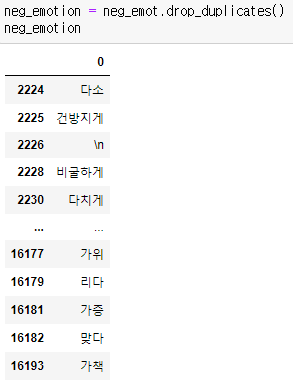 neg_emotion = neg_emot.drop_duplicates()
neg_emotion
0
2224 다소
2225 건방지게
2226 \n
2228 비굴하게
2230 다치게
... ...
16177 가위
16179 리다
16181 가증
16182 맞다
16193 가책